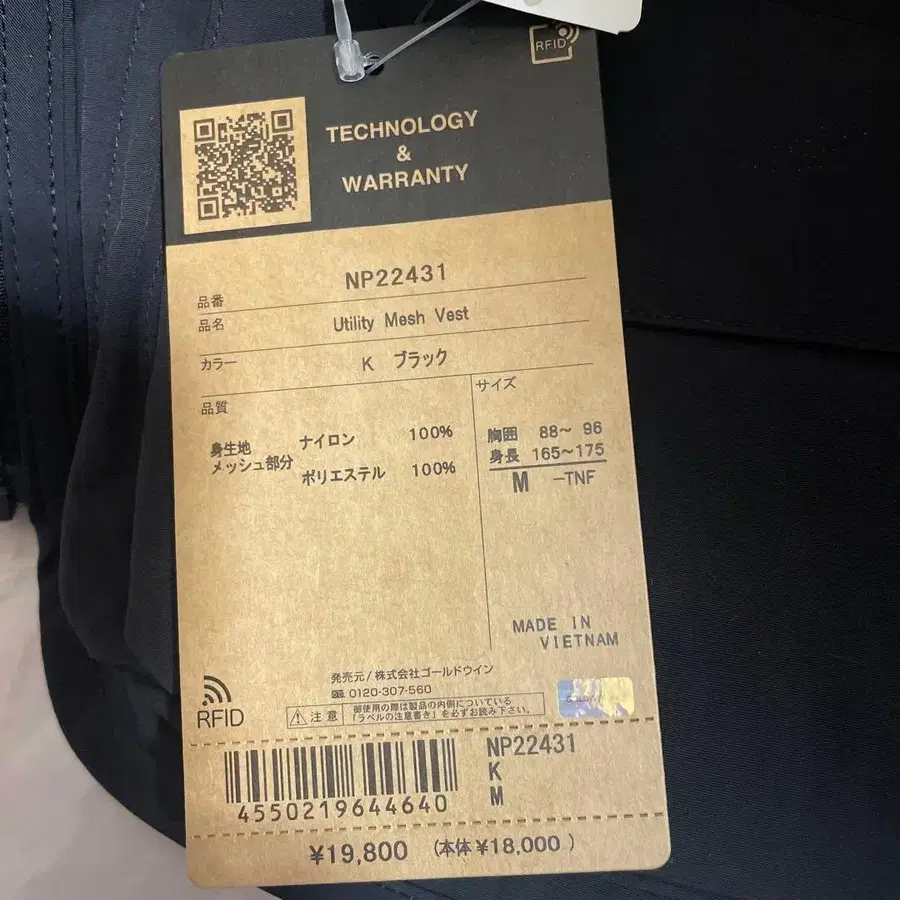 RFID
TECHNOLOGY
&
WARRANTY
品番 NP22431
品名 Utility Mesh Vest
カラー K ブラック
品質
サイズ
身生地 ナイロン 100%
メッシュ部分 ポリエステル 100%
胸囲 88～ 96
身長 165～175
M -TNF
MADE IN
VIETNAM
発売元/株式会社ゴールドウイン
0120-307-560
RFID
注意 御使用の際は製品の内側についている
「ラベルの注意書き」を必ずお読み下さい。
4550219644640
NP22431
K
M
¥19,800 (本体¥18,000)